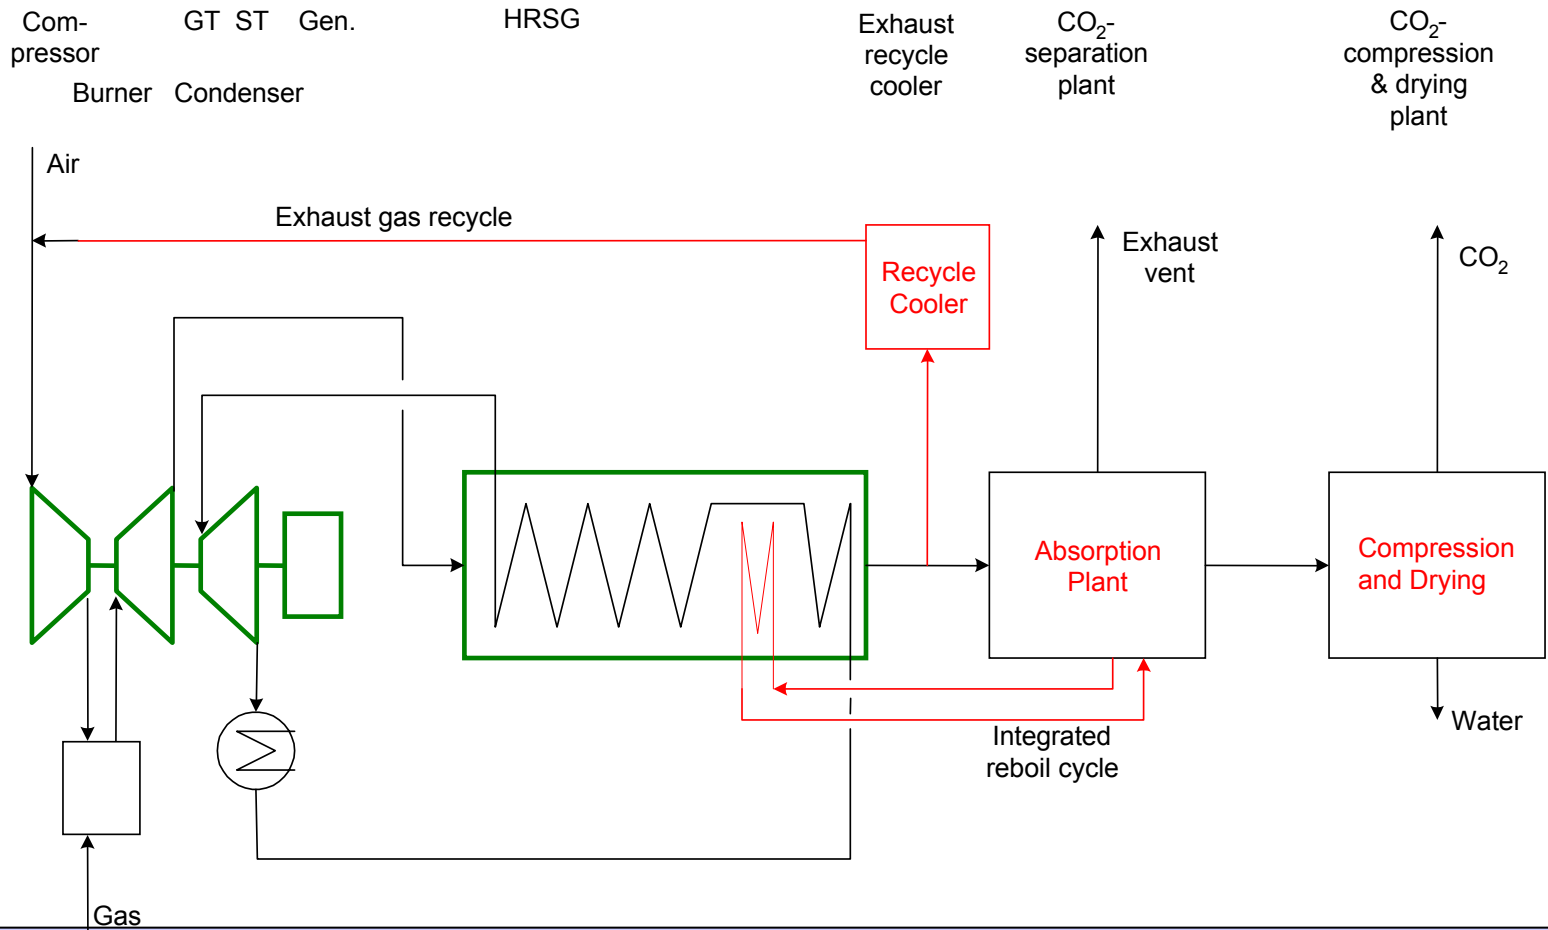 Com-
pressor
GT ST Gen.
HRSG
Exhaust
recycle
cooler
CO₂-
separation
plant
CO₂-
compression
& drying
plant
Burner Condenser
Air
Exhaust gas recycle
Recycle
Cooler
Exhaust
vent
CO₂
Absorption
Plant
Compression
and Drying
Integrated
reboil cycle
Water
Gas